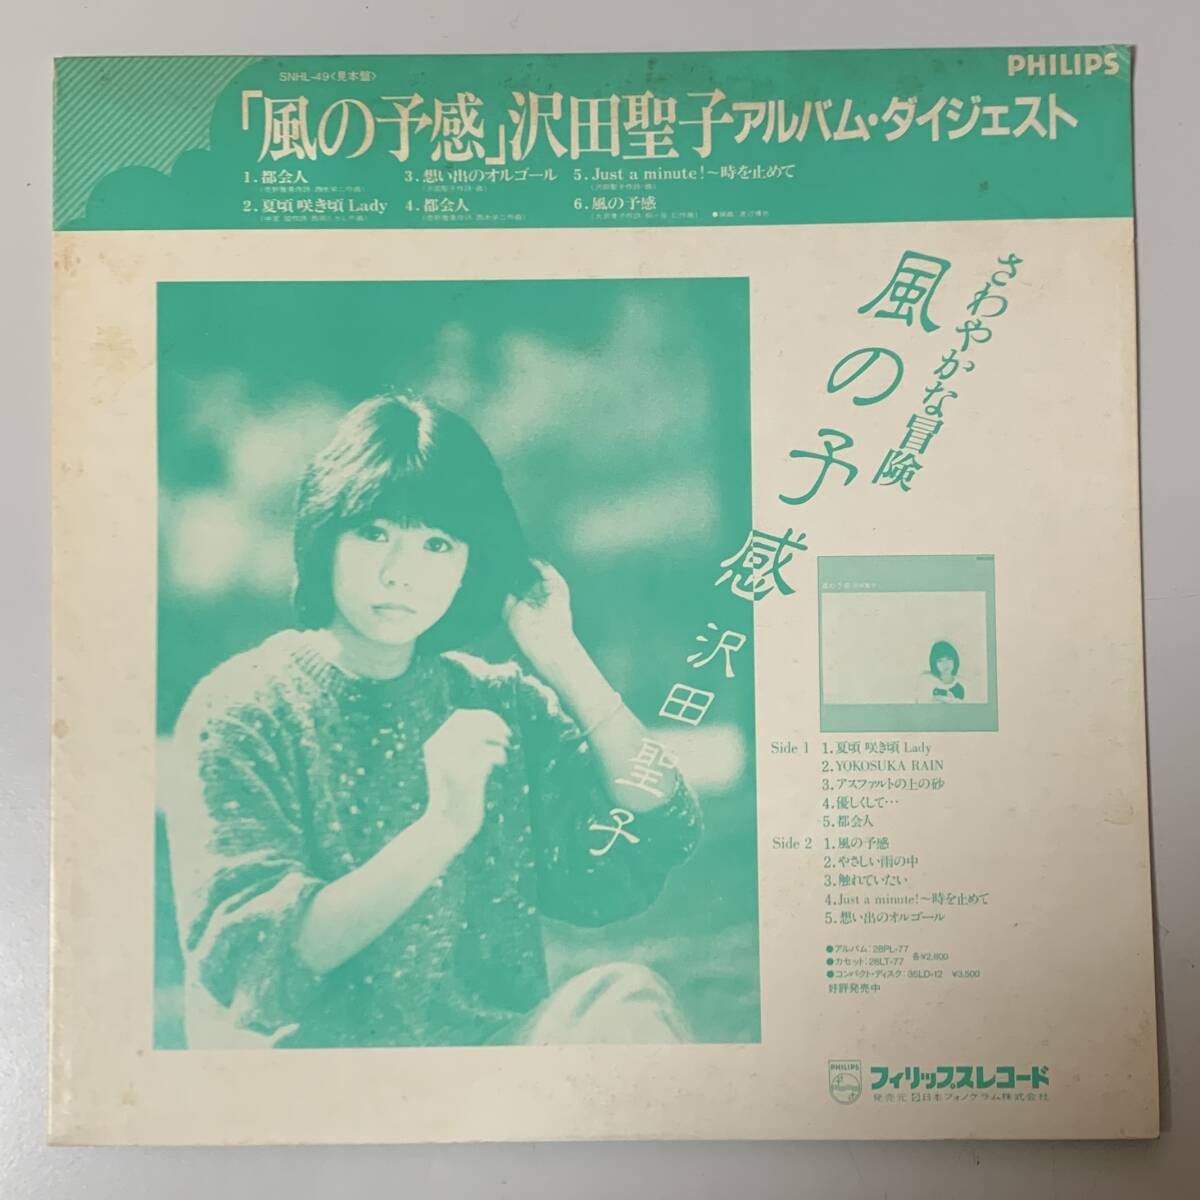 SNHL-49〈見本盤〉
PHILIPS
「風の予感」沢田聖子アルバム・ダイジェスト
1. 都会人
2. 夏頃 咲き頃 Lady
3. 想い出のオルゴール
4. 都会人
5. Just a minute!〜時を止めて
6. 風の予感
さわやかな冒険
風の予感
沢田聖子
Side 1
1. 夏頃 咲き頃 Lady
2. YOKOSUKA RAIN
3. アスファルトの上の砂
4. 優しくして…
5. 都会人
Side 2
1. 風の予感
2. やさしい雨の中
3. 触れていたい
4. Just a minute!〜時を止めて
5. 想い出のオルゴール
●アルバム:28PL-77
●カセット:28LT-77 各¥2,800
●コンパクト・ディスク:35LD-12 ¥3,500
好評発売中
PHILIPS
フィリップスレコード
発売元 日本フォノグラム株式会社